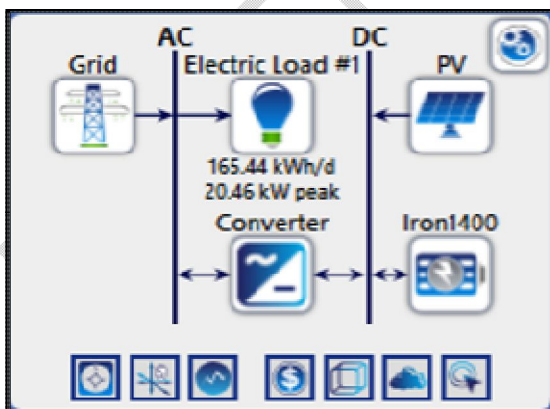 AC DC
Grid Electric Load #1 PV
165.44 kWh/d
20.46 kW peak
Converter Iron1400